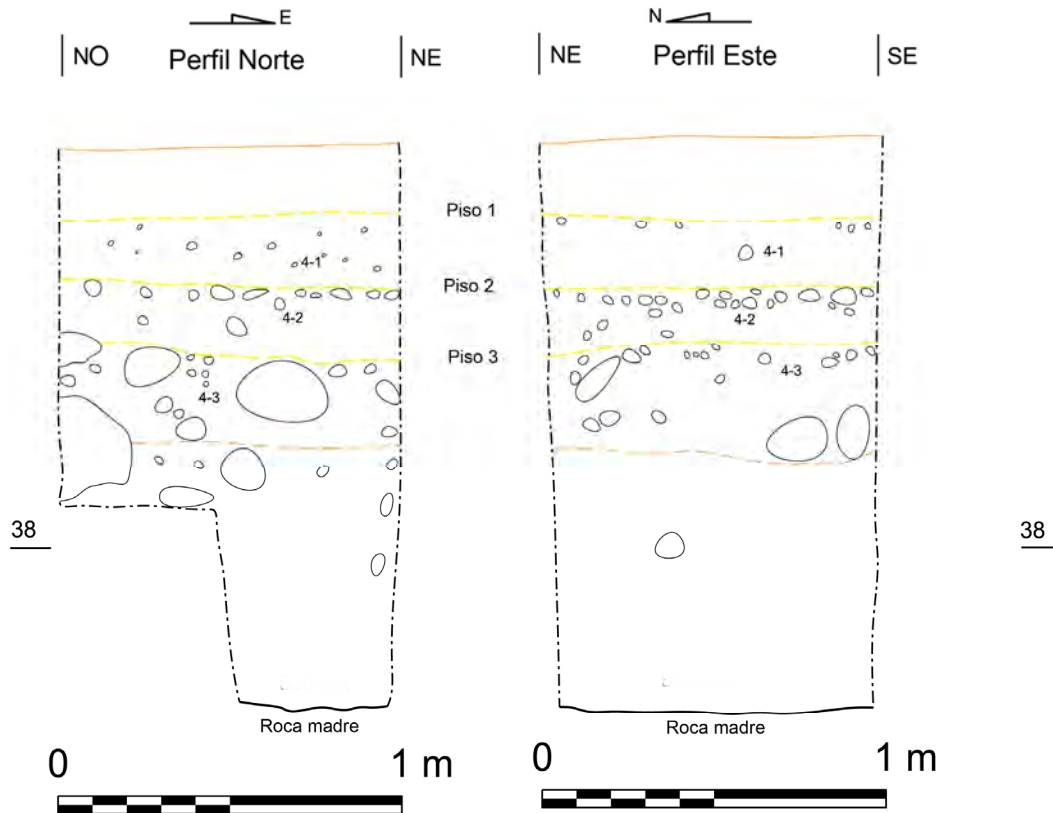 E
N
NO
Perfil Norte
NE
NE
Perfil Este
SE
Piso 1
4-1
4-1
Piso 2
4-2
4-2
Piso 3
4-3
4-3
38
38
Roca madre
Roca madre
0
1 m
0
1 m